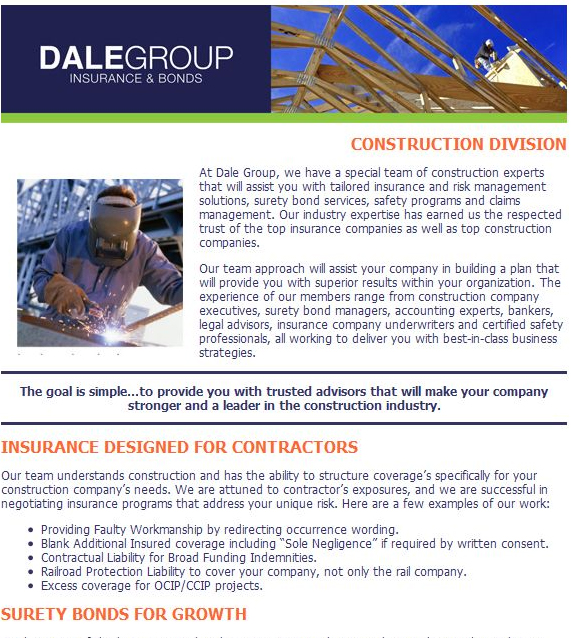 DALEGROUP
INSURANCE & BONDS
CONSTRUCTION DIVISION
At Dale Group, we have a special team of construction experts
that will assist you with tailored insurance and risk management
solutions, surety bond services, safety programs and claims
management. Our industry expertise has earned us the respected
trust of the top insurance companies as well as top construction
companies.
Our team approach will assist your company in building a plan that
will provide you with superior results within your organization. The
experience of our members range from construction company
executives, surety bond managers, accounting experts, bankers,
legal advisors, insurance company underwriters and certified safety
professionals, all working to deliver you with best-in-class business
strategies.
The goal is simple...to provide you with trusted advisors that will make your company
stronger and a leader in the construction industry.
INSURANCE DESIGNED FOR CONTRACTORS
Our team understands construction and has the ability to structure coverage's specifically for your
construction company's needs. We are attuned to contractor's exposures, and we are successful in
negotiating insurance programs that address your unique risk. Here are a few examples of our work:
• Providing Faulty Workmanship by redirecting occurrence wording.
• Blank Additional Insured coverage including "Sole Negligence" if required by written consent.
• Contractual Liability for Broad Funding Indemnities.
• Railroad Protection Liability to cover your company, not only the rail company.
• Excess coverage for OCIP/CCIP projects.
SURETY BONDS FOR GROWTH